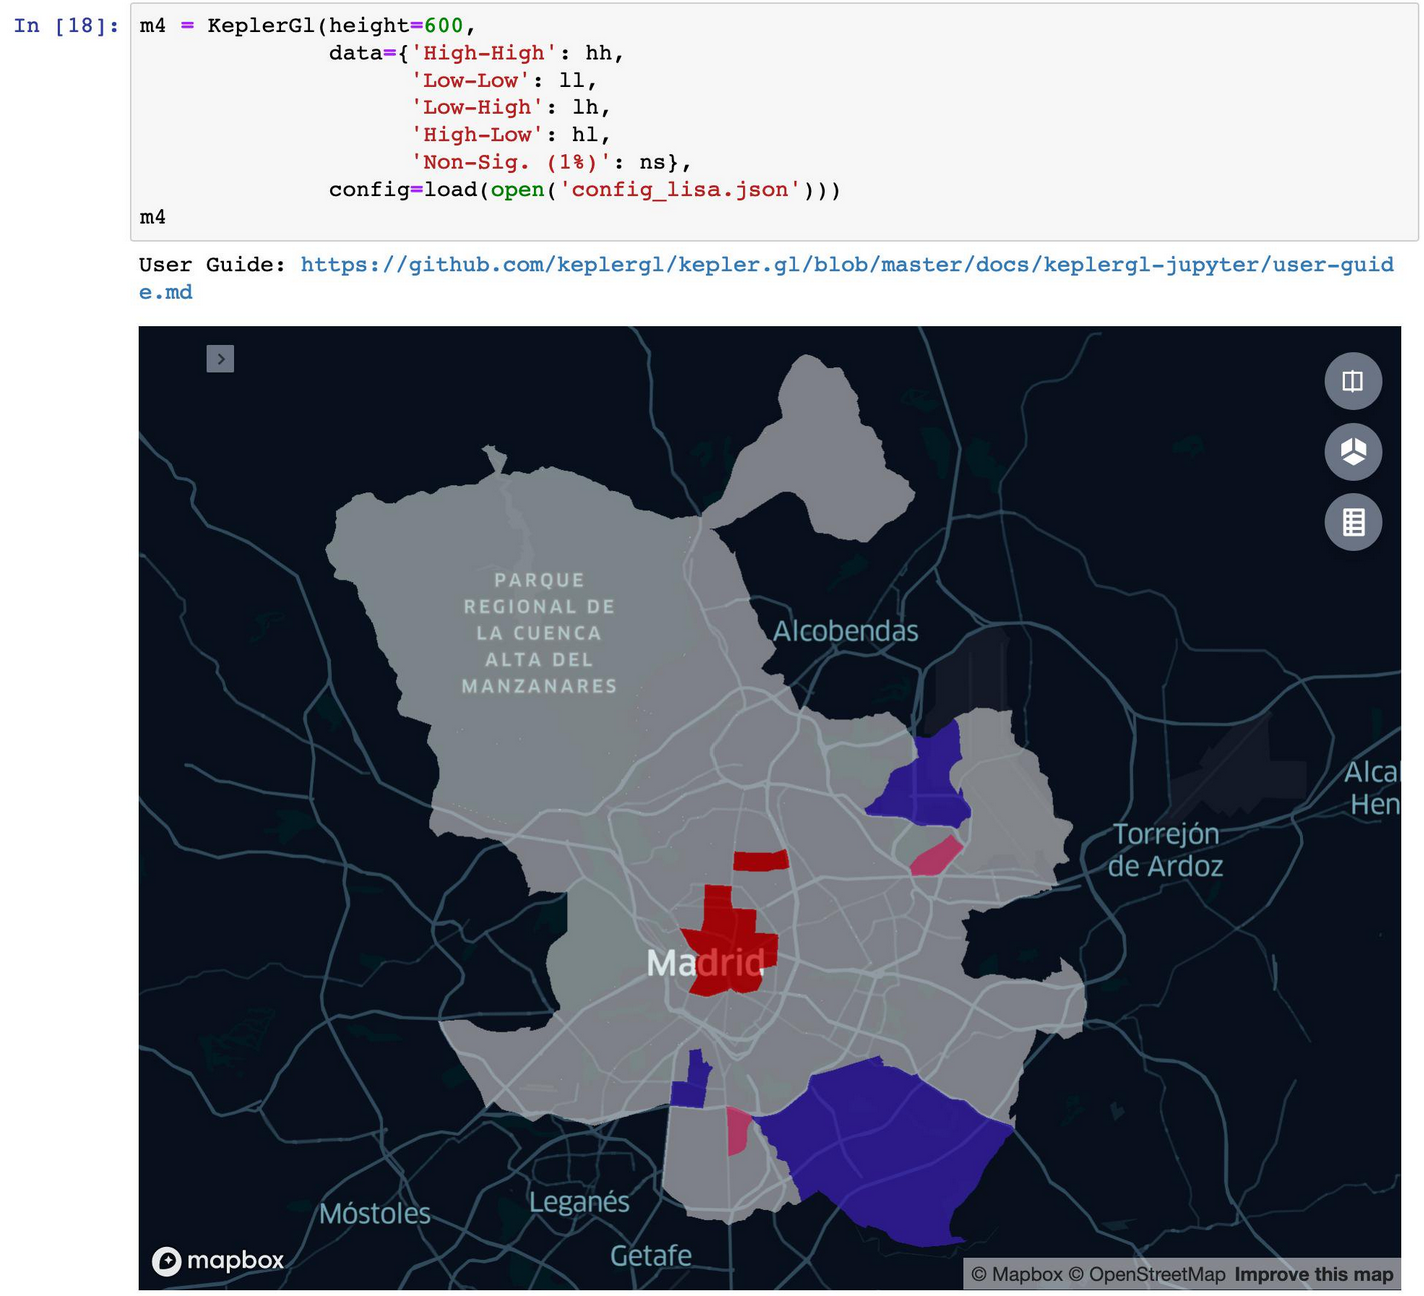 In [18]:
m4 = KeplerGl(height=600,
data={'High-High': hh,
'Low-Low': ll,
'Low-High': lh,
'High-Low': hl,
'Non-Sig. (1%)': ns},
config=load(open('config_lisa.json')))
m4
User Guide: https://github.com/keplergl/kepler.gl/blob/master/docs/keplergl-jupyter/user-guid
e.md
PARQUE
REGIONAL DE
LA CUENCA
ALTA DEL
MANZANARES
Alcobendas
Alcal
Hen
Torrejón
de Ardoz
Madrid
Móstoles
Leganés
Getafe
mapbox
© Mapbox © OpenStreetMap Improve this map